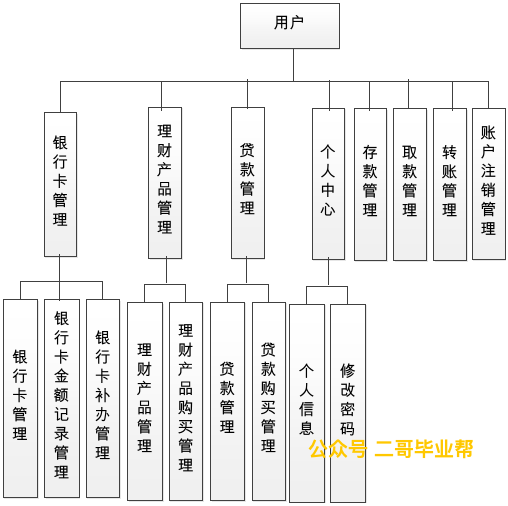 用户
银行卡管理
理财产品管理
贷款管理
个人中心
存款管理
取款管理
转账管理
账户注销管理
银行卡管理
银行卡金额记录管理
银行卡补办管理
理财产品管理
理财产品购买管理
贷款管理
贷款购买管理
个人信息
修改密码
公众号 二哥毕业帮